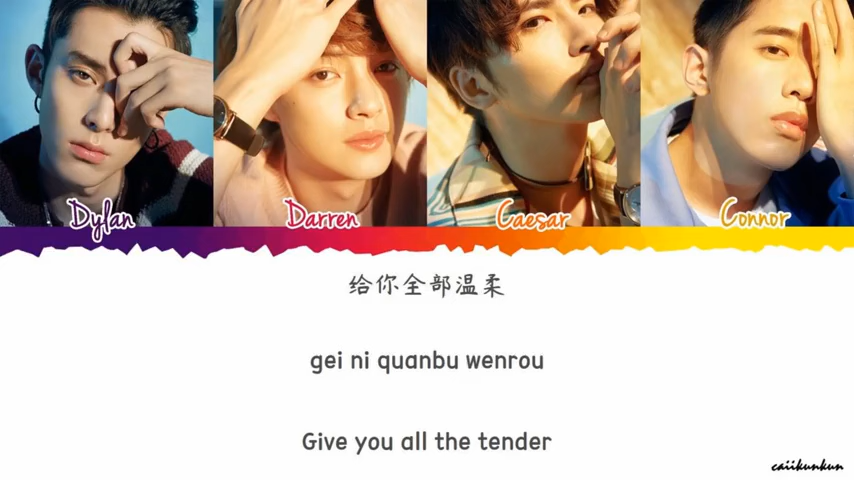 Dylan Darren Caesar Connor
给你全部温柔
gei ni quanbu wenrou
Give you all the tender
caiikunkun